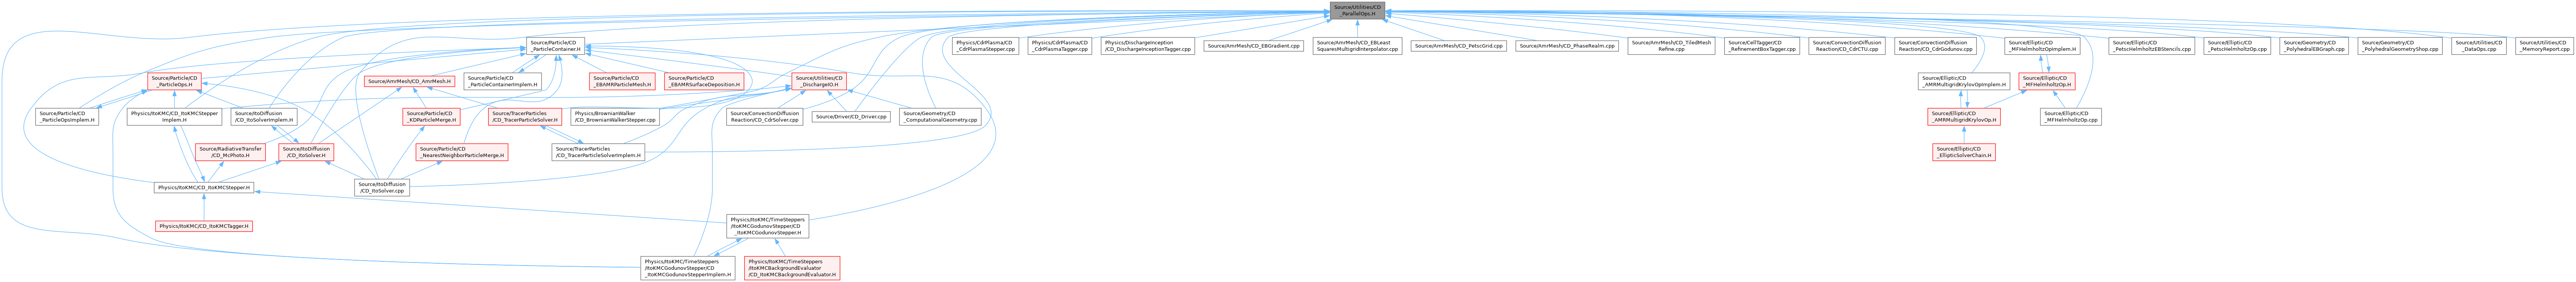 Source/Utilities/CD
_ParallelOps.H
Source/Particle/CD
_ParticleContainer.H
Physics/CdrPlasma/CD
_CdrPlasmaStepper.cpp
Physics/CdrPlasma/CD
_CdrPlasmaTagger.cpp
Physics/DischargeInception
/CD_DischargeInceptionTagger.cpp
Source/AmrMesh/CD_EBGradient.cpp
Source/AmrMesh/CD_EBLeast
SquaresMultigridInterpolator.cpp
Source/AmrMesh/CD_PetscGrid.cpp
Source/AmrMesh/CD_PhaseRealm.cpp
Source/AmrMesh/CD_TiledMesh
Refine.cpp
Source/CellTagger/CD
_RefinementBoxTagger.cpp
Source/ConvectionDiffusion
Reaction/CD_CdrCTU.cpp
Source/ConvectionDiffusion
Reaction/CD_CdrGodunov.cpp
Source/Elliptic/CD
_MFHelmholtzOpImplem.H
Source/Elliptic/CD
_PetscHelmholtzEBStencils.cpp
Source/Elliptic/CD
_PetscHelmholtzOp.cpp
Source/Geometry/CD
_PolyhedralEBGraph.cpp
Source/Geometry/CD
_PolyhedralGeometryShop.cpp
Source/Utilities/CD
_DataOps.cpp
Source/Utilities/CD
_MemoryReport.cpp
Source/Particle/CD
_ParticleOps.H
Source/AmrMesh/CD_AmrMesh.H
Source/Particle/CD
_ParticleContainerImplem.H
Source/Particle/CD
_EBAMRParticleMesh.H
Source/Particle/CD
_EBAMRSurfaceDeposition.H
Source/Utilities/CD
_DischargeIO.H
Source/Elliptic/CD
_AMRMultigridKrylovOpImplem.H
Source/Elliptic/CD
_MFHelmholtzOp.H
Source/Particle/CD
_ParticleOpsImplem.H
Physics/ItoKMC/CD_ItoKMCStepper
Implem.H
Source/ItoDiffusion
/CD_ItoSolverImplem.H
Source/Particle/CD
_KDParticleMerge.H
Source/TracerParticles
/CD_TracerParticleSolver.H
Physics/BrownianWalker
/CD_BrownianWalkerStepper.cpp
Source/ConvectionDiffusion
Reaction/CD_CdrSolver.cpp
Source/Driver/CD_Driver.cpp
Source/Geometry/CD
_ComputationalGeometry.cpp
Source/Elliptic/CD
_AMRMultigridKrylovOp.H
Source/Elliptic/CD
_MFHelmholtzOp.cpp
Source/RadiativeTransfer
/CD_McPhoto.H
Source/ItoDiffusion
/CD_ItoSolver.H
Source/Particle/CD
_NearestNeighborParticleMerge.H
Source/TracerParticles
/CD_TracerParticleSolverImplem.H
Source/Elliptic/CD
_EllipticSolverChain.H
Physics/ItoKMC/CD_ItoKMCStepper.H
Source/ItoDiffusion
/CD_ItoSolver.cpp
Physics/ItoKMC/CD_ItoKMCTagger.H
Physics/ItoKMC/TimeSteppers
/ItoKMCGodunovStepper/CD
_ItoKMCGodunovStepper.H
Physics/ItoKMC/TimeSteppers
/ItoKMCGodunovStepper/CD
_ItoKMCGodunovStepperImplem.H
Physics/ItoKMC/TimeSteppers
/ItoKMCBackgroundEvaluator
/CD_ItoKMCBackgroundEvaluator.H